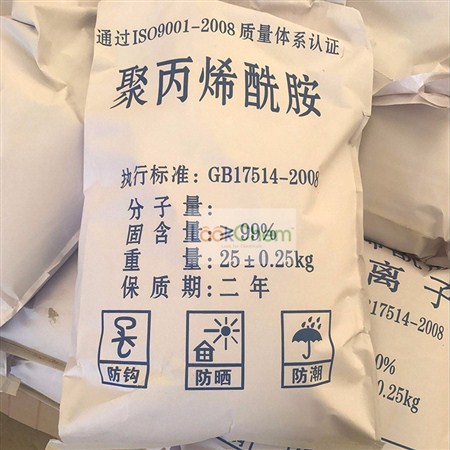 通过ISO9001-2008质量体系认证
聚丙烯酰胺
执行标准：GB17514-2008
分子量：
固含量：≥99%
重量：25±0.25kg
保质期：二年
防钩
防晒
防潮
离子
GB17514-2008
0%
0.25kg